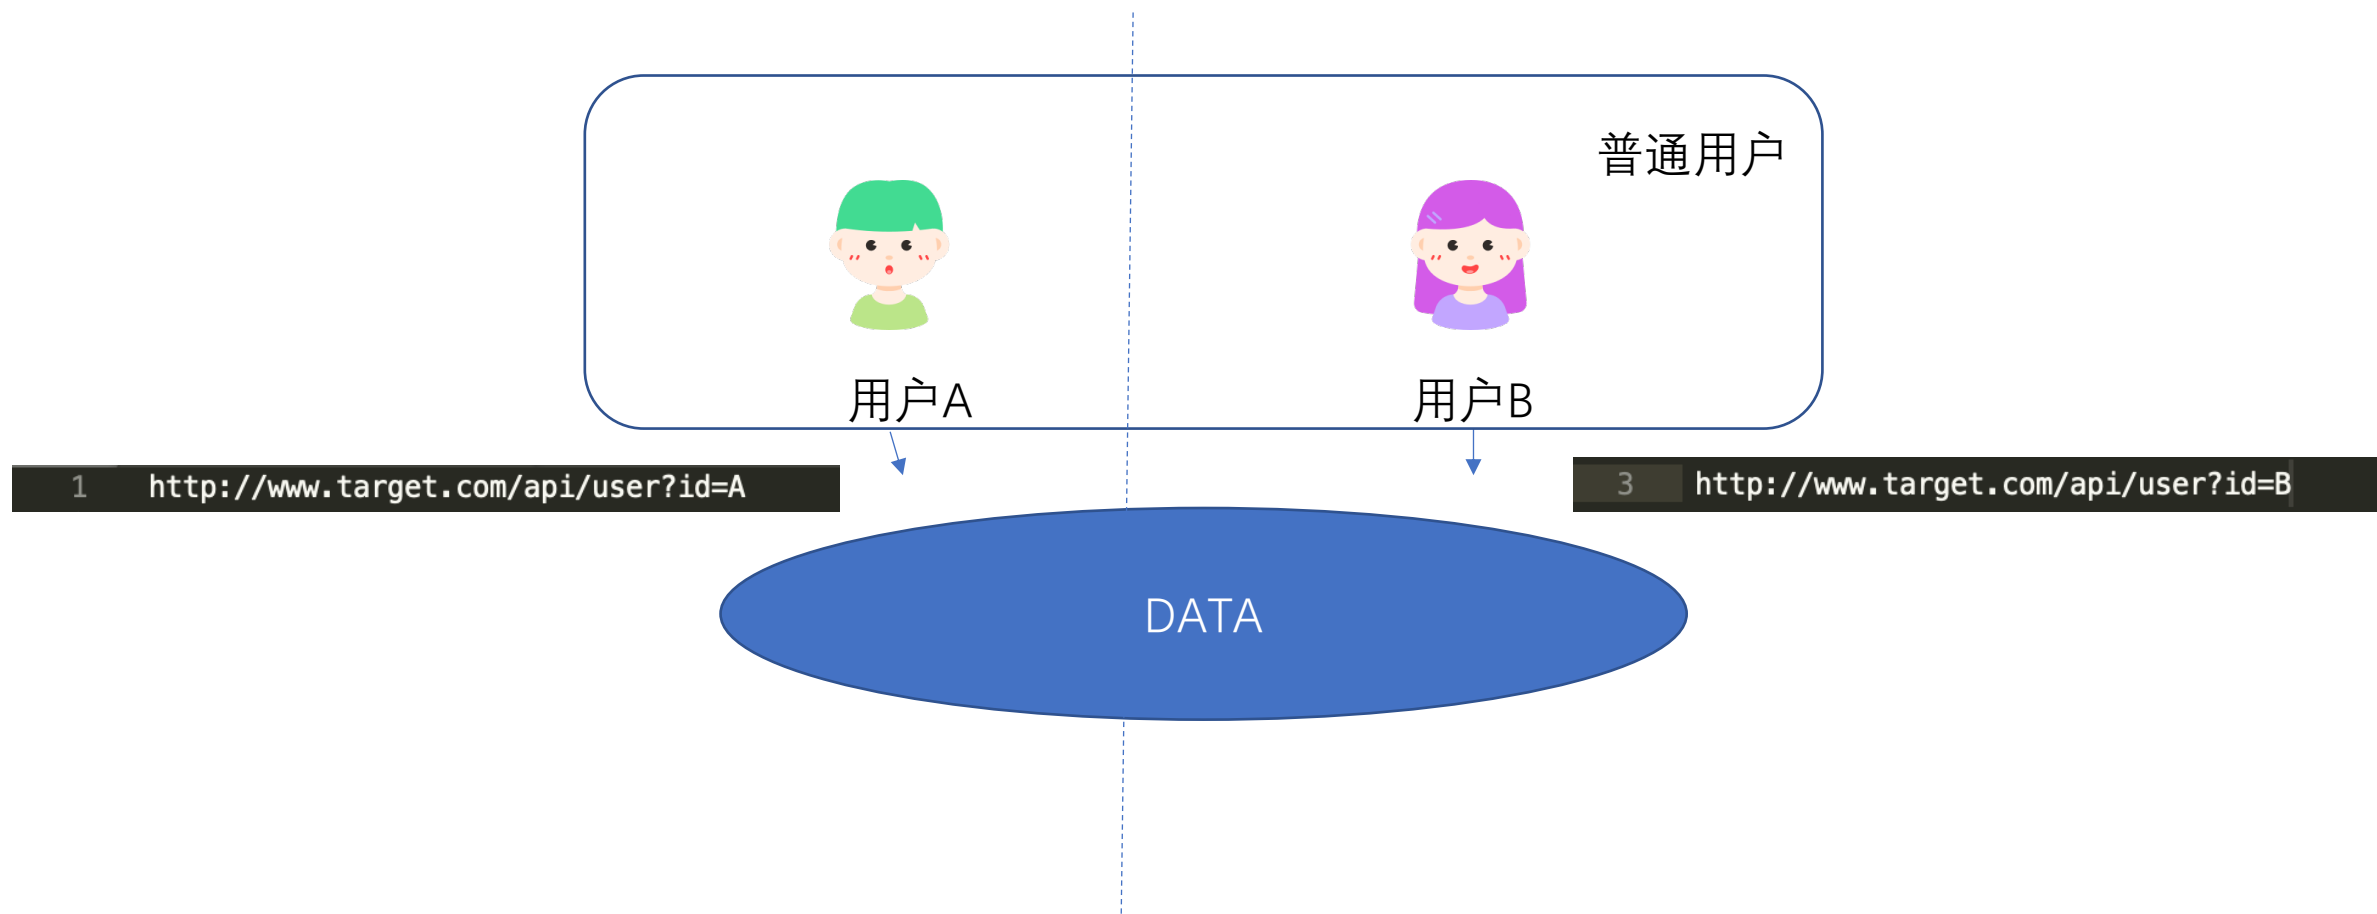 普通用户
用户A
用户B
1 http://www.target.com/api/user?id=A
3 http://www.target.com/api/user?id=B
DATA